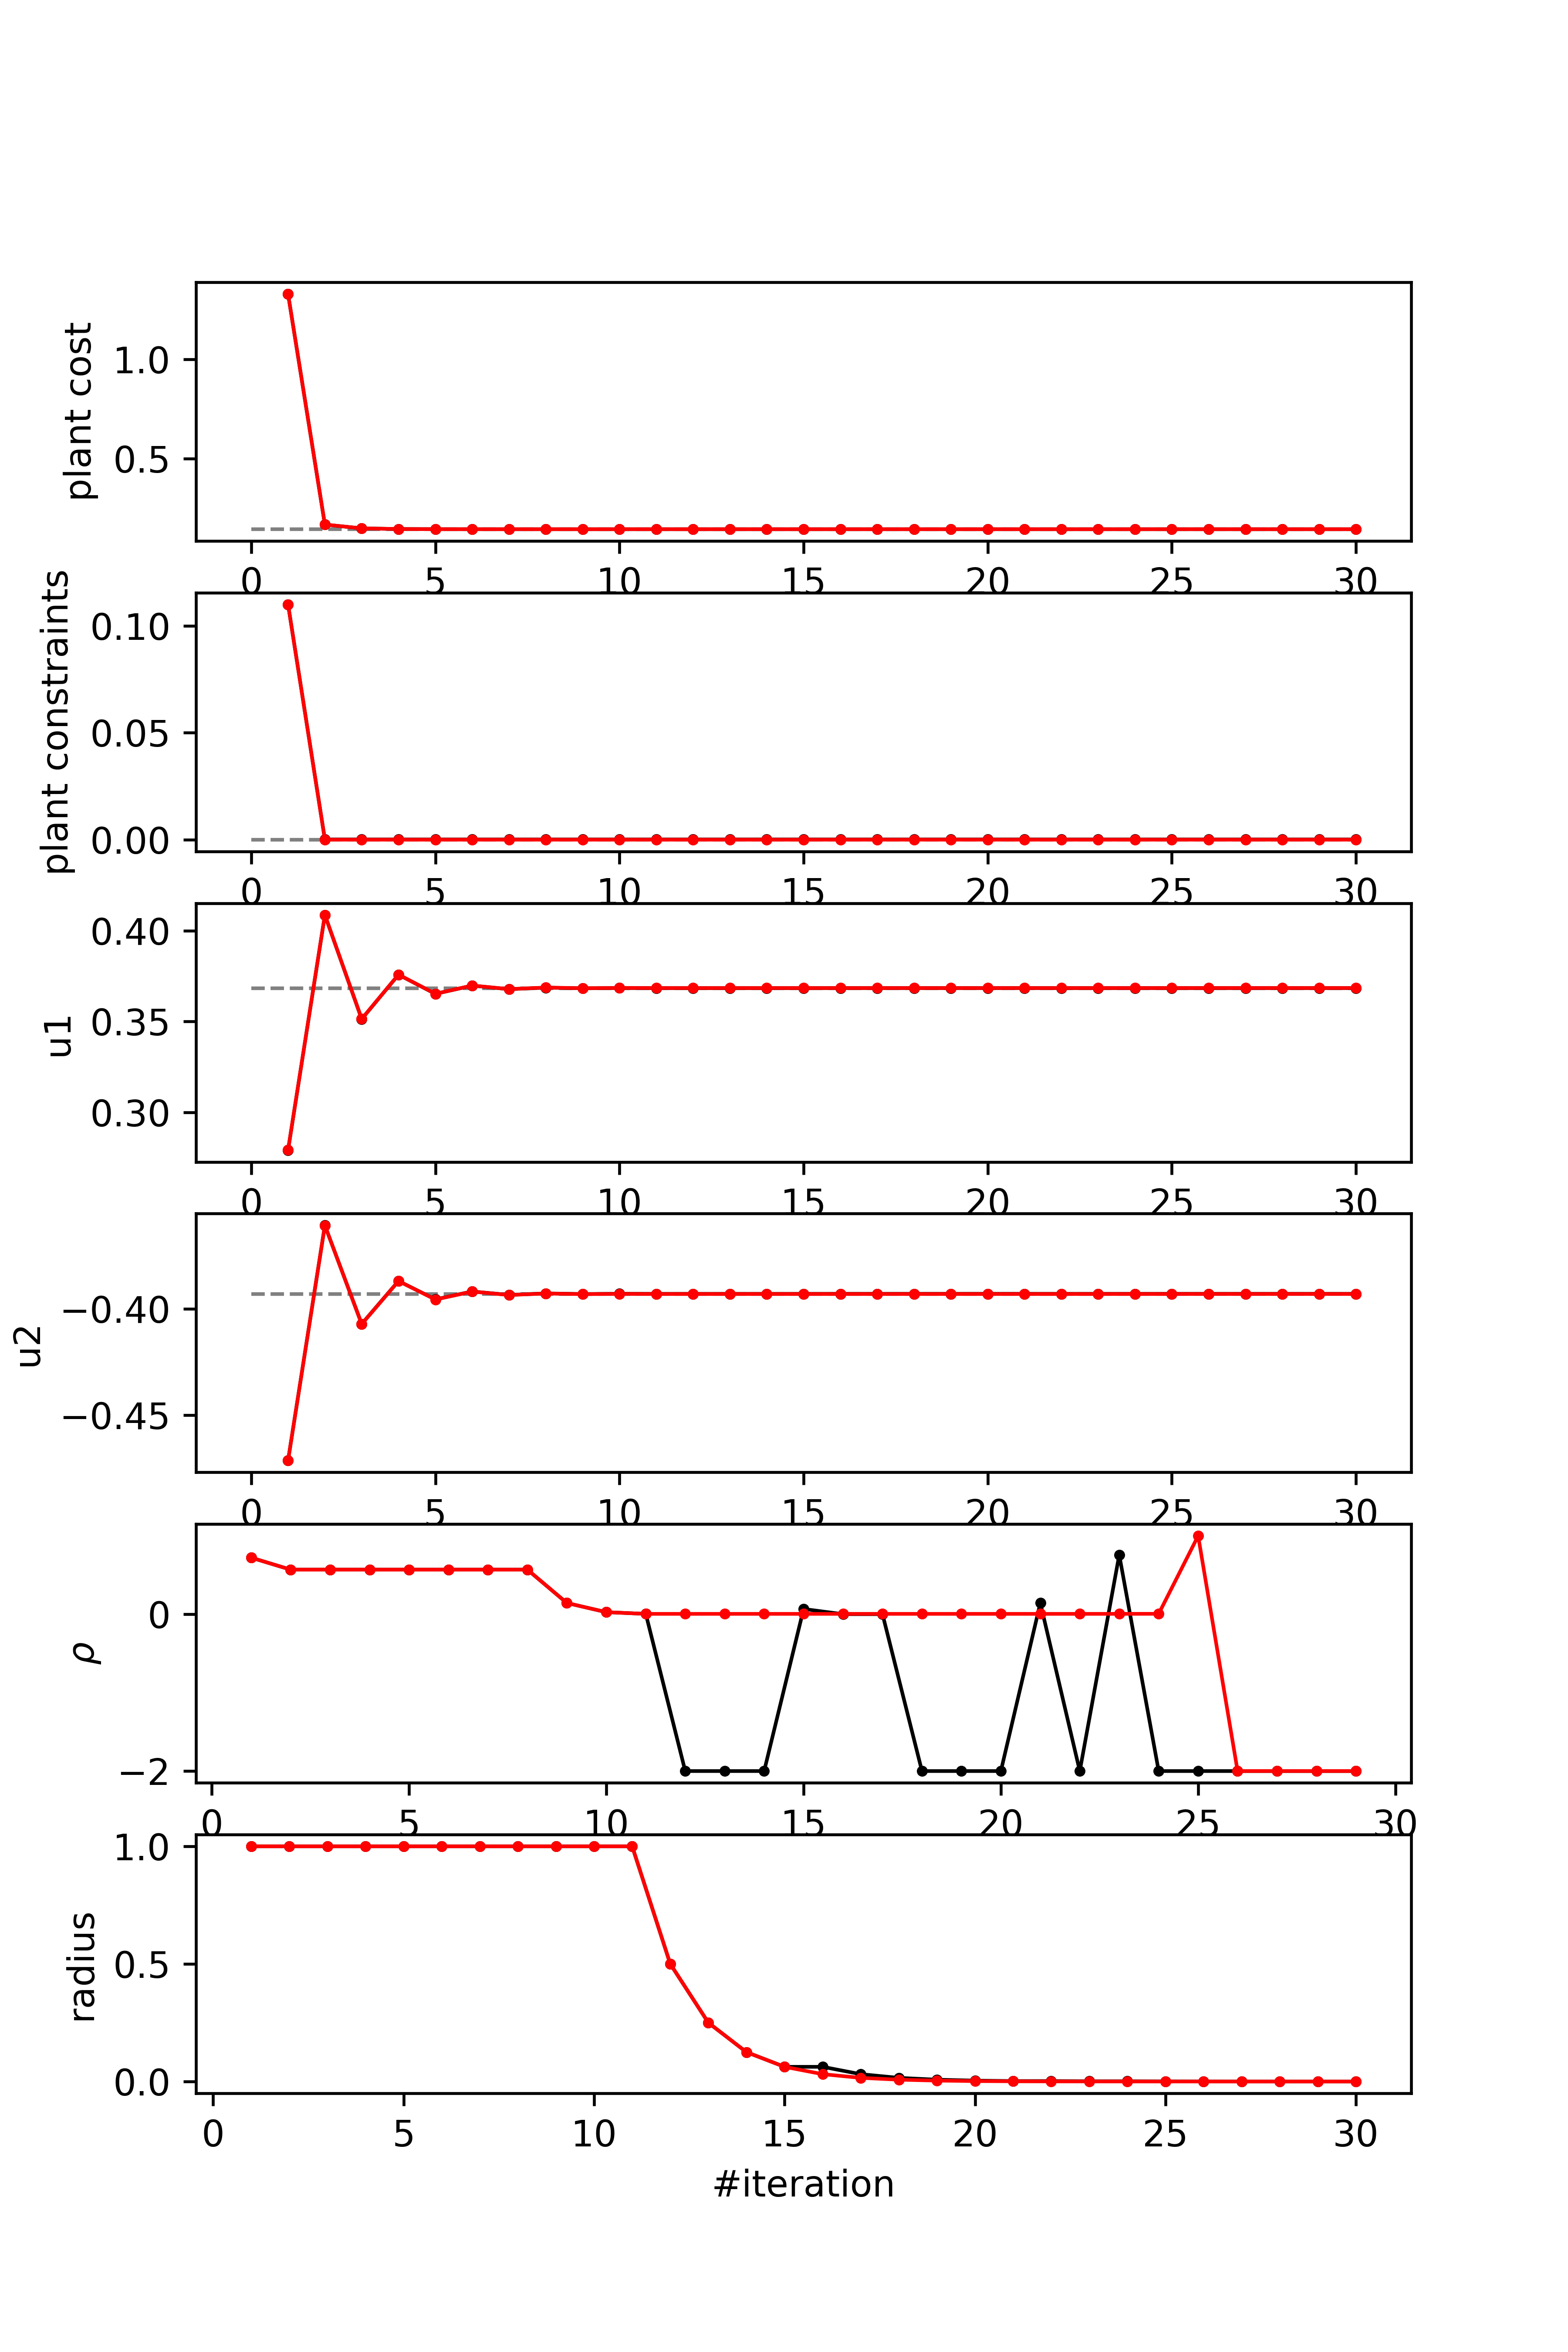 plant cost
1.0
0.5
0 5 10 15 20 25 30
plant constraints
0.10
0.05
0.00
0 5 10 15 20 25 30
u1
0.40
0.35
0.30
0 5 10 15 20 25 30
u2
−0.40
−0.45
0 5 10 15 20 25 30
ρ
0
−2
0 5 10 15 20 25 30
radius
1.0
0.5
0.0
0 5 10 15 20 25 30
#iteration